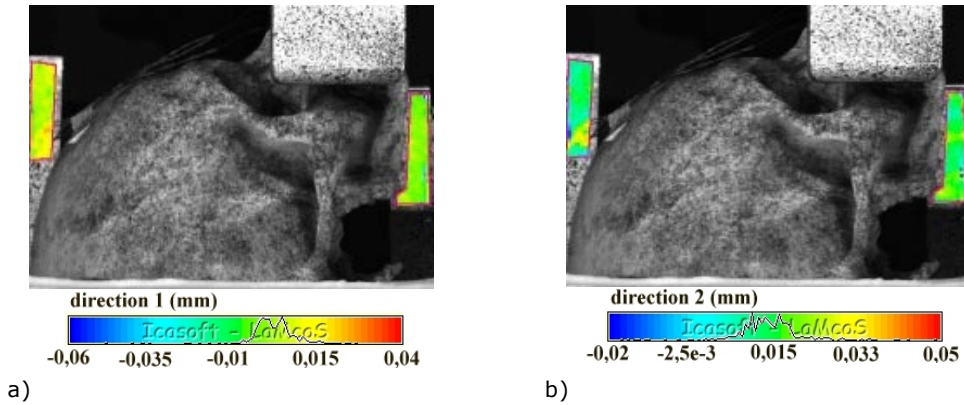 direction 1 (mm)
Icasoft - LaMcoS
-0,06 -0,035 -0,01 0,015 0,04
a)
direction 2 (mm)
Icasoft - LaMcoS
-0,02 -2,5e-3 0,015 0,033 0,05
b)